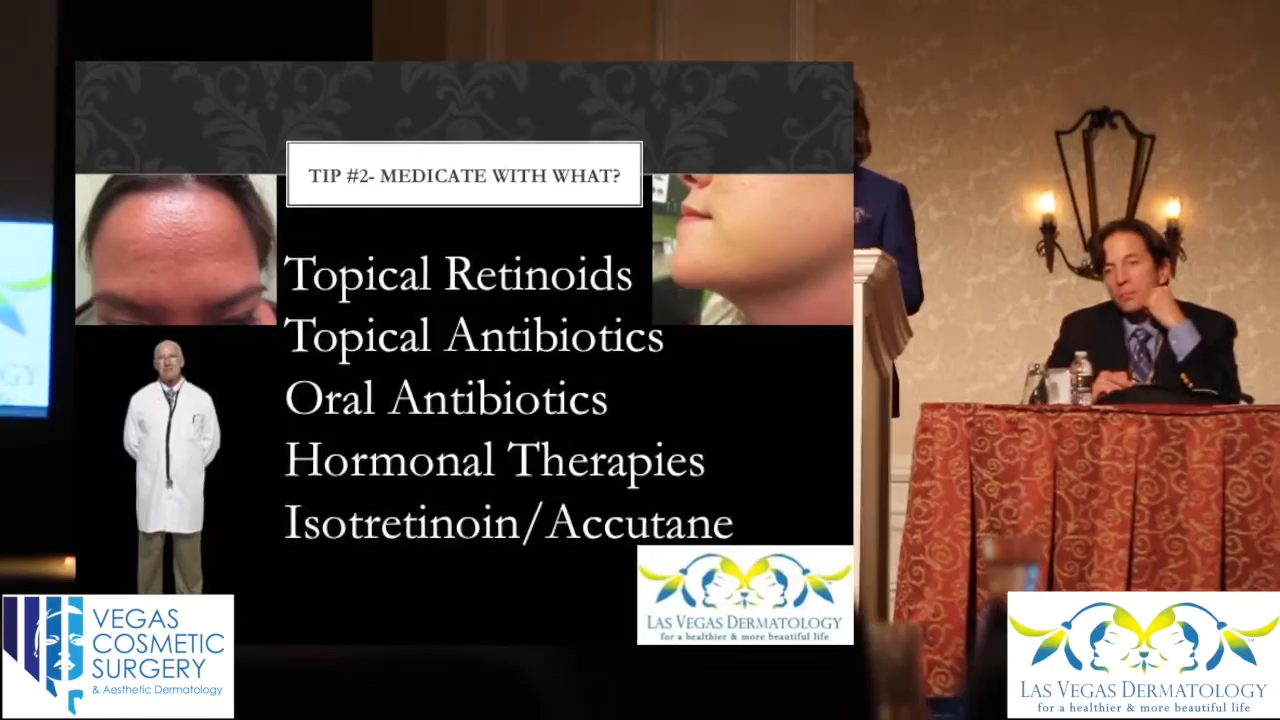 TIP #2- MEDICATE WITH WHAT?
Topical Retinoids
Topical Antibiotics
Oral Antibiotics
Hormonal Therapies
Isotretinoin/Accutane
LAS VEGAS DERMATOLOGY
for a healthier & more beautiful life
GY
VEGAS
COSMETIC
SURGERY
& Aesthetic Dermatology
LAS VEGAS DERMATOLOGY
for a healthier & more beautiful life